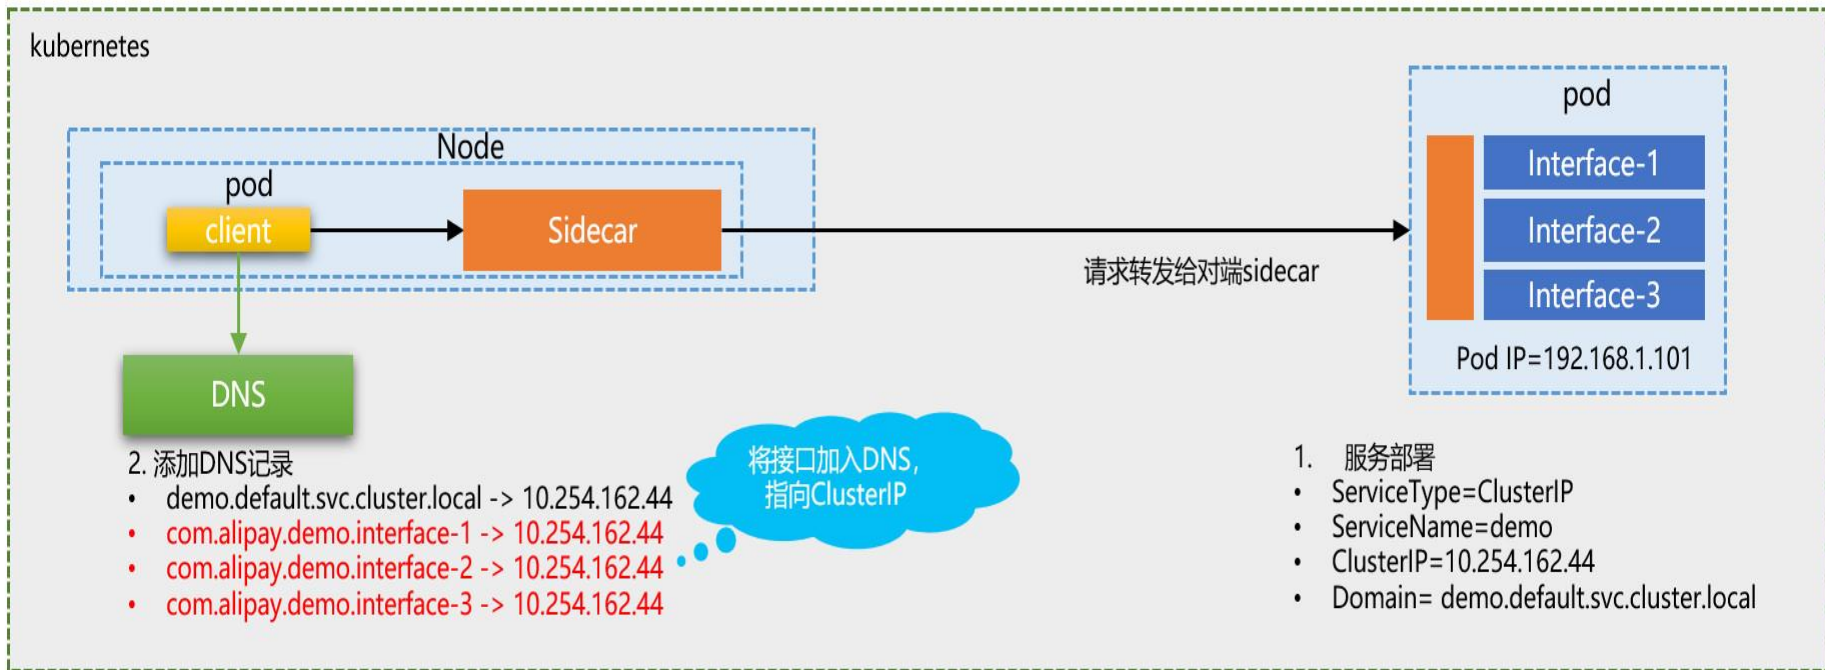 kubernetes
Node
pod
client
Sidecar
请求转发给对端sidecar
pod
Interface-1
Interface-2
Interface-3
Pod IP=192.168.1.101
DNS
2. 添加DNS记录
• demo.default.svc.cluster.local -> 10.254.162.44
• com.alipay.demo.interface-1 -> 10.254.162.44
• com.alipay.demo.interface-2 -> 10.254.162.44
• com.alipay.demo.interface-3 -> 10.254.162.44
将接口加入DNS，
指向ClusterIP
1. 服务部署
• ServiceType=ClusterIP
• ServiceName=demo
• ClusterIP=10.254.162.44
• Domain= demo.default.svc.cluster.local